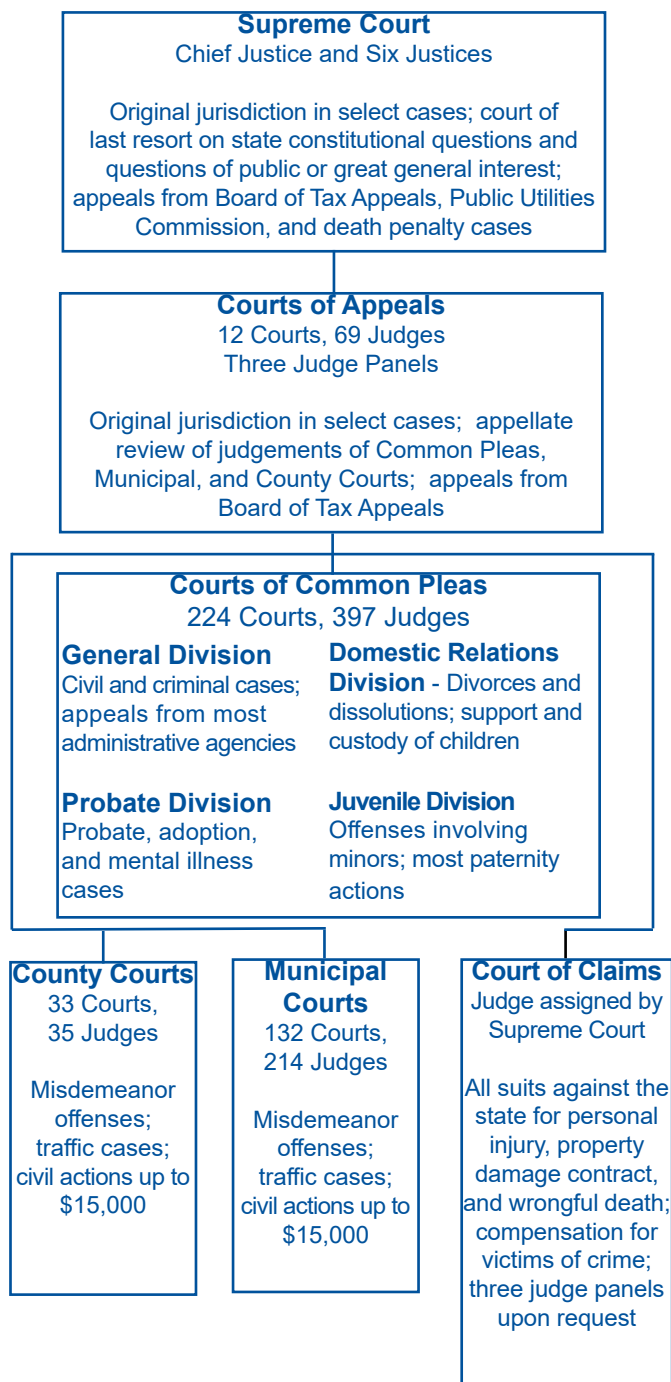 Supreme Court
Chief Justice and Six Justices
Original jurisdiction in select cases; court of
last resort on state constitutional questions and
questions of public or great general interest;
appeals from Board of Tax Appeals, Public Utilities
Commission, and death penalty cases
Courts of Appeals
12 Courts, 69 Judges
Three Judge Panels
Original jurisdiction in select cases; appellate
review of judgements of Common Pleas,
Municipal, and County Courts; appeals from
Board of Tax Appeals
Courts of Common Pleas
224 Courts, 397 Judges
General Division
Civil and criminal cases;
appeals from most
administrative agencies
Domestic Relations
Division - Divorces and
dissolutions; support and
custody of children
Probate Division
Probate, adoption,
and mental illness
cases
Juvenile Division
Offenses involving
minors; most paternity
actions
County Courts
33 Courts,
35 Judges
Misdemeanor
offenses;
traffic cases;
civil actions up to
$15,000
Municipal
Courts
132 Courts,
214 Judges
Misdemeanor
offenses;
traffic cases;
civil actions up to
$15,000
Court of Claims
Judge assigned by
Supreme Court
All suits against the
state for personal
injury, property
damage contract,
and wrongful death;
compensation for
victims of crime;
three judge panels
upon request